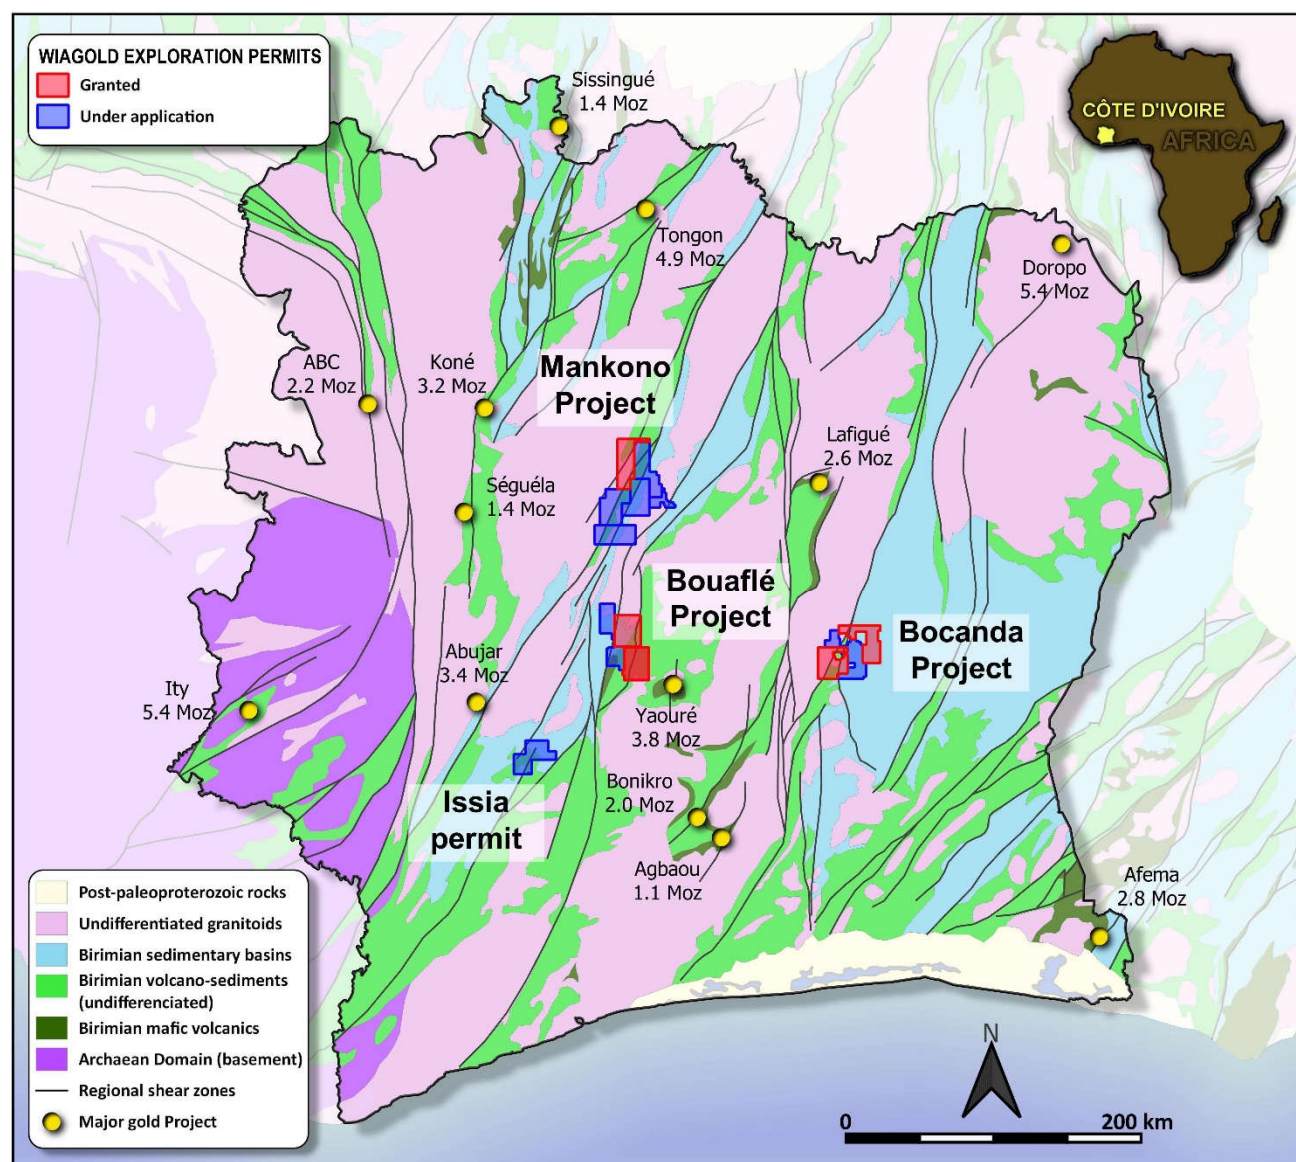 WIAGOLD EXPLORATION PERMITS
Granted
Under application
CÔTE D'IVOIRE
AFRICA
Sissingué
1.4 Moz
Tongon
4.9 Moz
Doropo
5.4 Moz
ABC
2.2 Moz
Koné
3.2 Moz
Mankono
Project
Lafigué
2.6 Moz
Séguéla
1.4 Moz
Bouaflé
Project
Bocanda
Project
Abujar
3.4 Moz
Ity
5.4 Moz
Yaouré
3.8 Moz
Issia
permit
Bonikro
2.0 Moz
Agbaou
1.1 Moz
Afema
2.8 Moz
Post-paleoproterozoic rocks
Undifferentiated granitoids
Birimian sedimentary basins
Birimian volcano-sediments
(undifferenciated)
Birimian mafic volcanics
Archaean Domain (basement)
Regional shear zones
Major gold Project
N
0 200 km